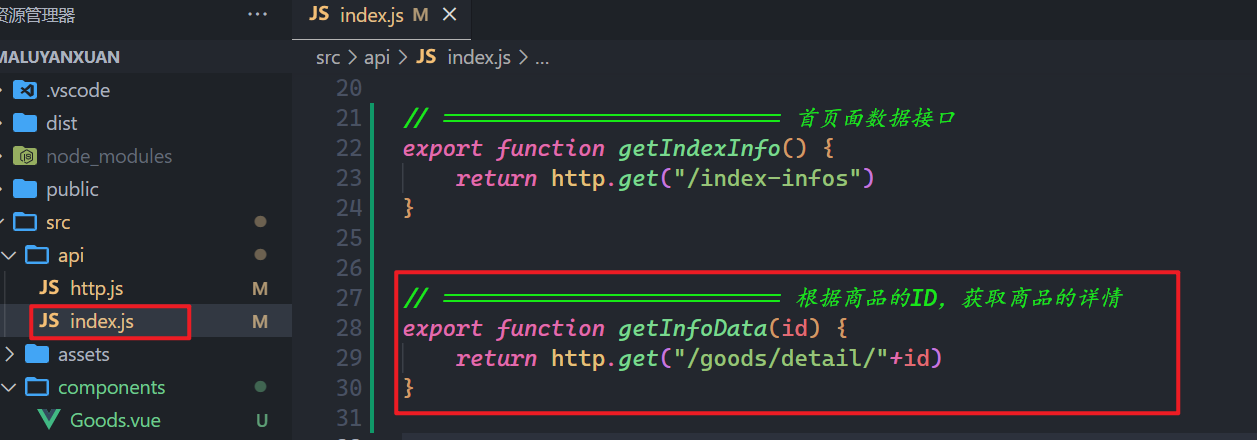 资源管理器 ···
MALUYANXUAN
.vscode
dist
node_modules
public
src
api
JS http.js M
JS index.js M
assets
components
Goods.vue U
JS index.js M ×
src > api > JS index.js > ...
20
21 // ========================= 首页面数据接口
22 export function getIndexInfo() {
23 return http.get("/index-infos")
24 }
25
26
27 // ========================= 根据商品的ID, 获取商品的详情
28 export function getInfoData(id) {
29 return http.get("/goods/detail/"+id)
30 }
31